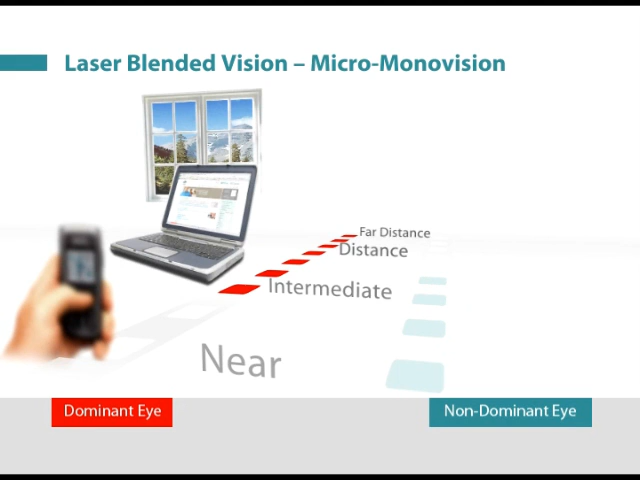 Laser Blended Vision – Micro-Monovision
Far Distance
Distance
Intermediate
Near
Dominant Eye
Non-Dominant Eye